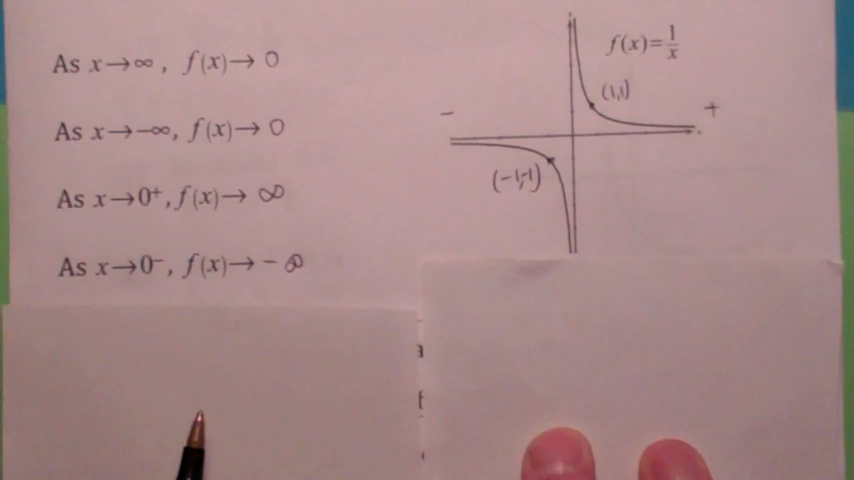 As x→∞, f(x)→ 0
As x→-∞, f(x)→ 0
As x→0⁺, f(x)→ ∞
As x→0⁻, f(x)→ -∞
f(x)=1/x
(1,1)
- +
(-1,-1)
a
f